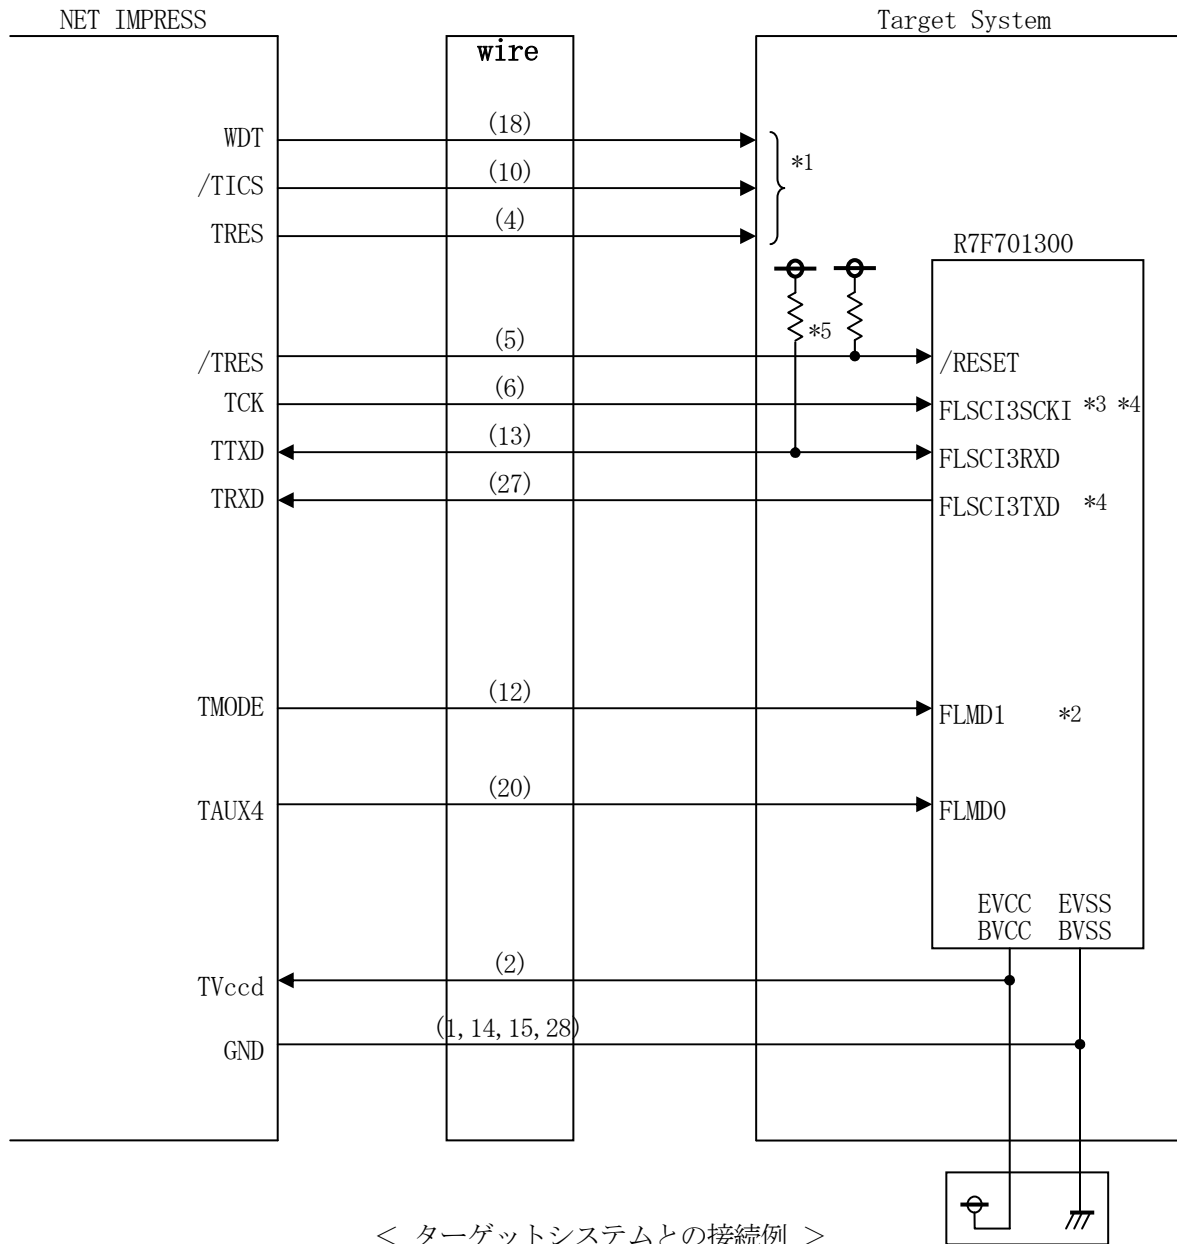 NET IMPRESS
Target System
wire
WDT (18)
*1
/TICS (10)
TRES (4)
R7F701300
*5
/TRES (5) /RESET
TCK (6) FLSCI3SCKI *3 *4
TTXD (13) FLSCI3RXD
TRXD (27) FLSCI3TXD *4
TMODE (12) FLMD1 *2
TAUX4 (20) FLMD0
EVCC EVSS
BVCC BVSS
TVccd (2)
GND (1,14,15,28)
< ターゲットシステムとの接続例 >